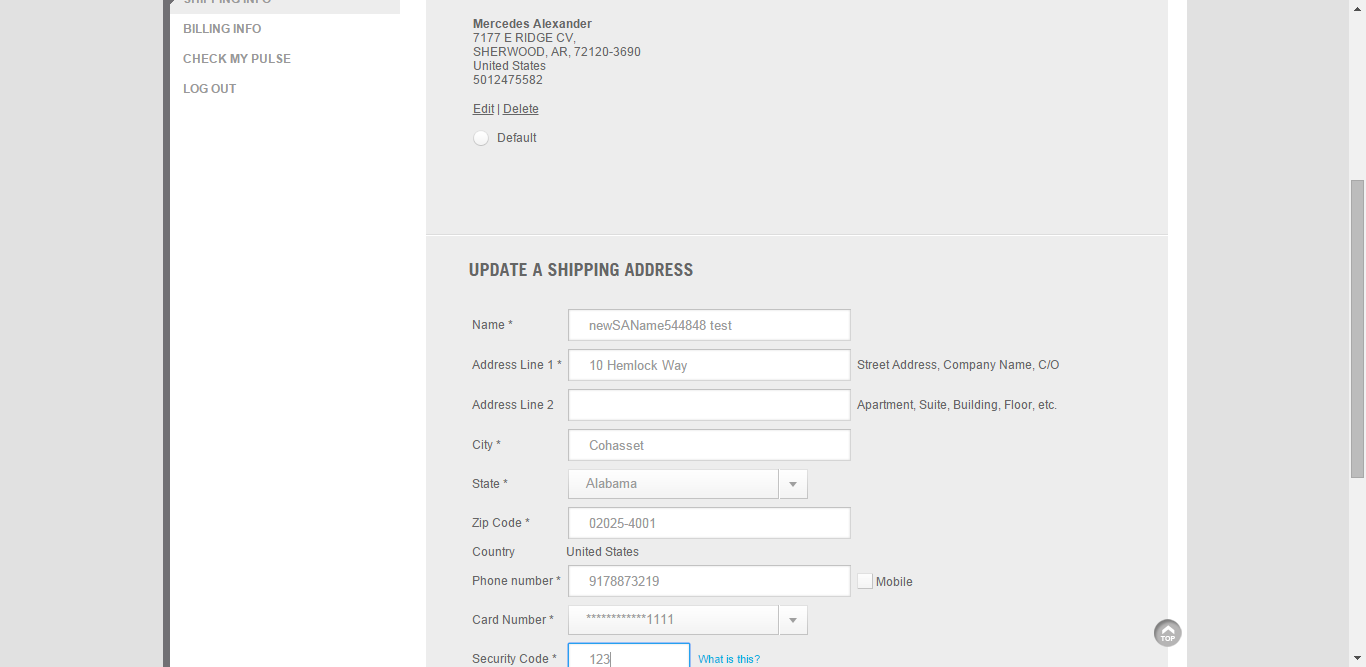 SHIPPING INFO
BILLING INFO
CHECK MY PULSE
LOG OUT
Mercedes Alexander
7177 E RIDGE CV,
SHERWOOD, AR, 72120-3690
United States
5012475582
Edit | Delete
Default
UPDATE A SHIPPING ADDRESS
Name * newSAName544848 test
Address Line 1 * 10 Hemlock Way Street Address, Company Name, C/O
Address Line 2 Apartment, Suite, Building, Floor, etc.
City * Cohasset
State * Alabama
Zip Code * 02025-4001
Country United States
Phone number * 9178873219 Mobile
Card Number * ************1111
TOP
Security Code * 123 What is this?